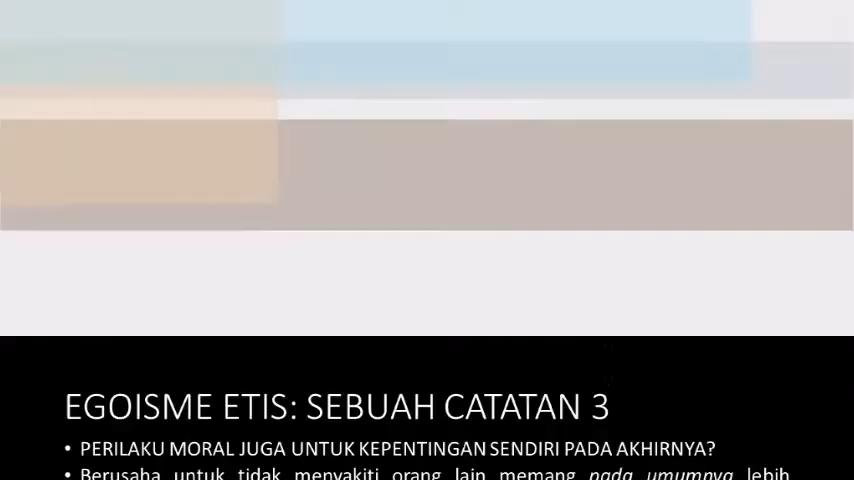 EGOISME ETIS: SEBUAH CATATAN 3
• PERILAKU MORAL JUGA UNTUK KEPENTINGAN SENDIRI PADA AKHIRNYA?
• Berusaha untuk tidak menyakiti orang lain memang pada umumnya lebih